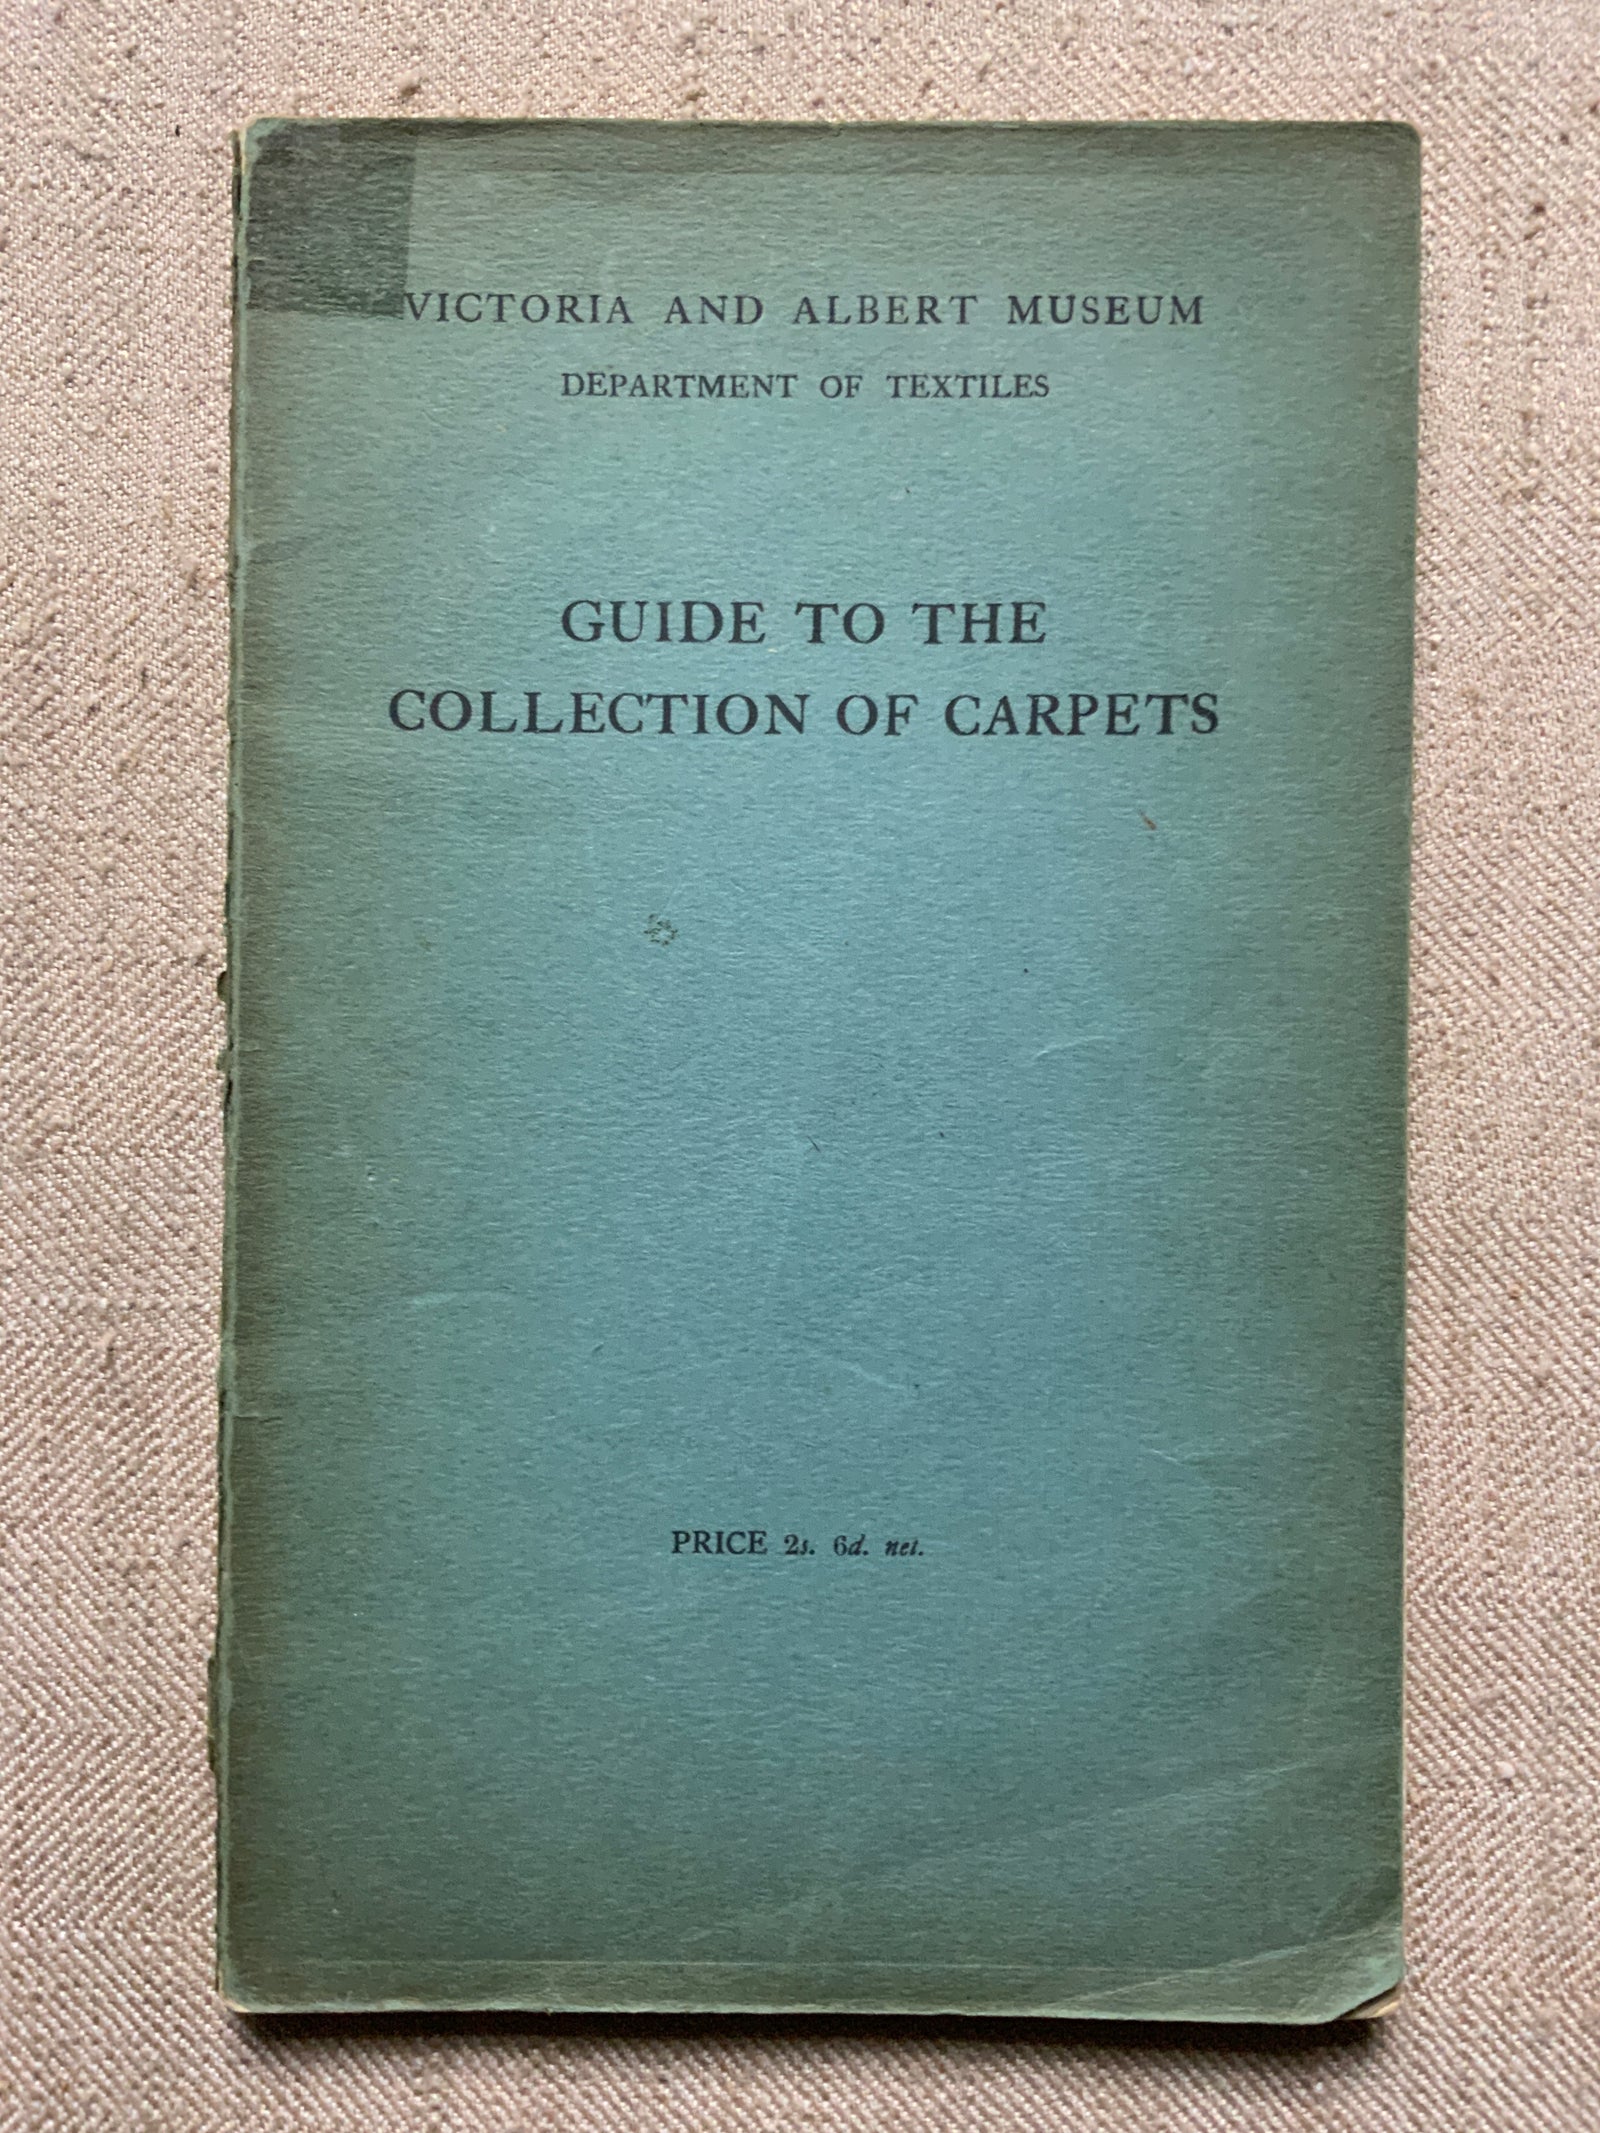 VICTORIA AND ALBERT MUSEUM
DEPARTMENT OF TEXTILES
GUIDE TO THE
COLLECTION OF CARPETS
PRICE 2s. 6d. net.